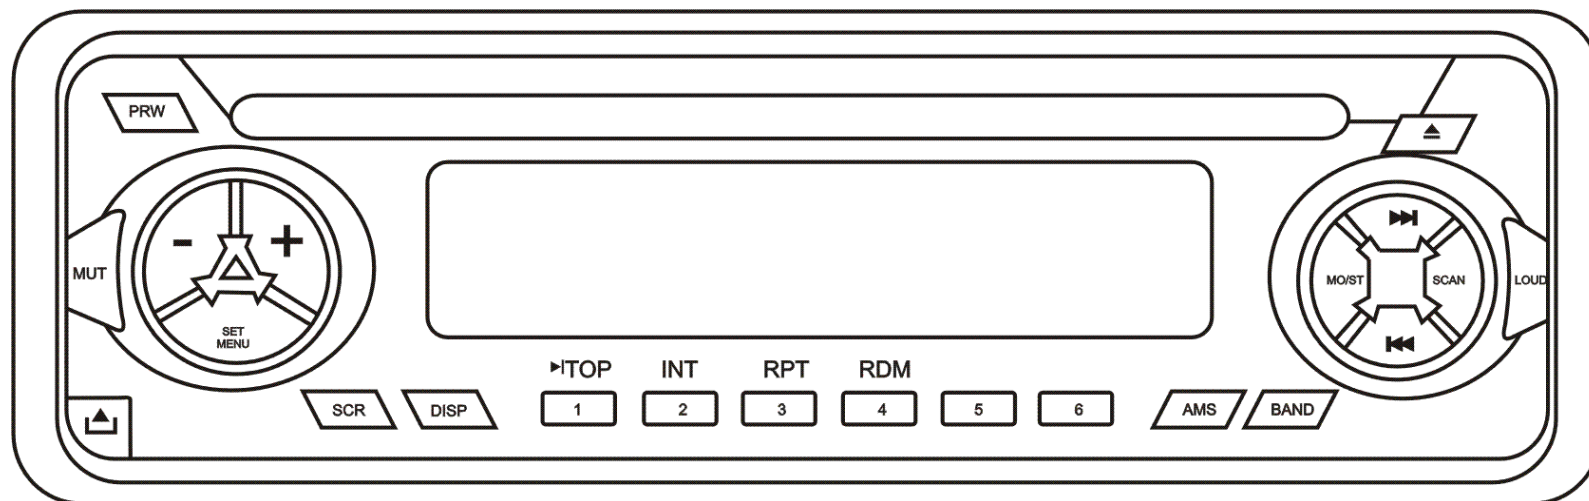 PRW
- +
MUT
SET
MENU
MO/ST
SCAN
LOUD
TOP INT RPT RDM
SCR DISP 1 2 3 4 5 6 AMS BAND